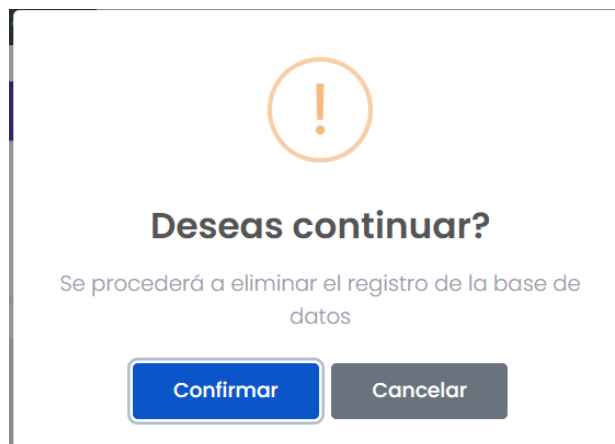 !
Deseas continuar?
Se procederá a eliminar el registro de la base de
datos
Confirmar
Cancelar